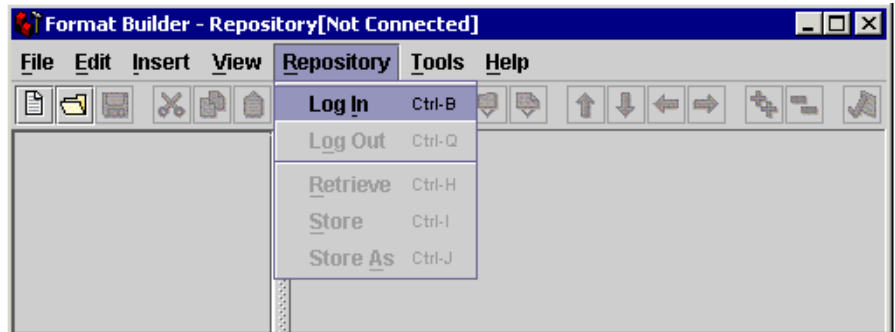 Format Builder - Repository[Not Connected]
File Edit Insert View Repository Tools Help
Log In Ctrl-B
Log Out Ctrl-Q
Retrieve Ctrl-H
Store Ctrl-I
Store As Ctrl-J